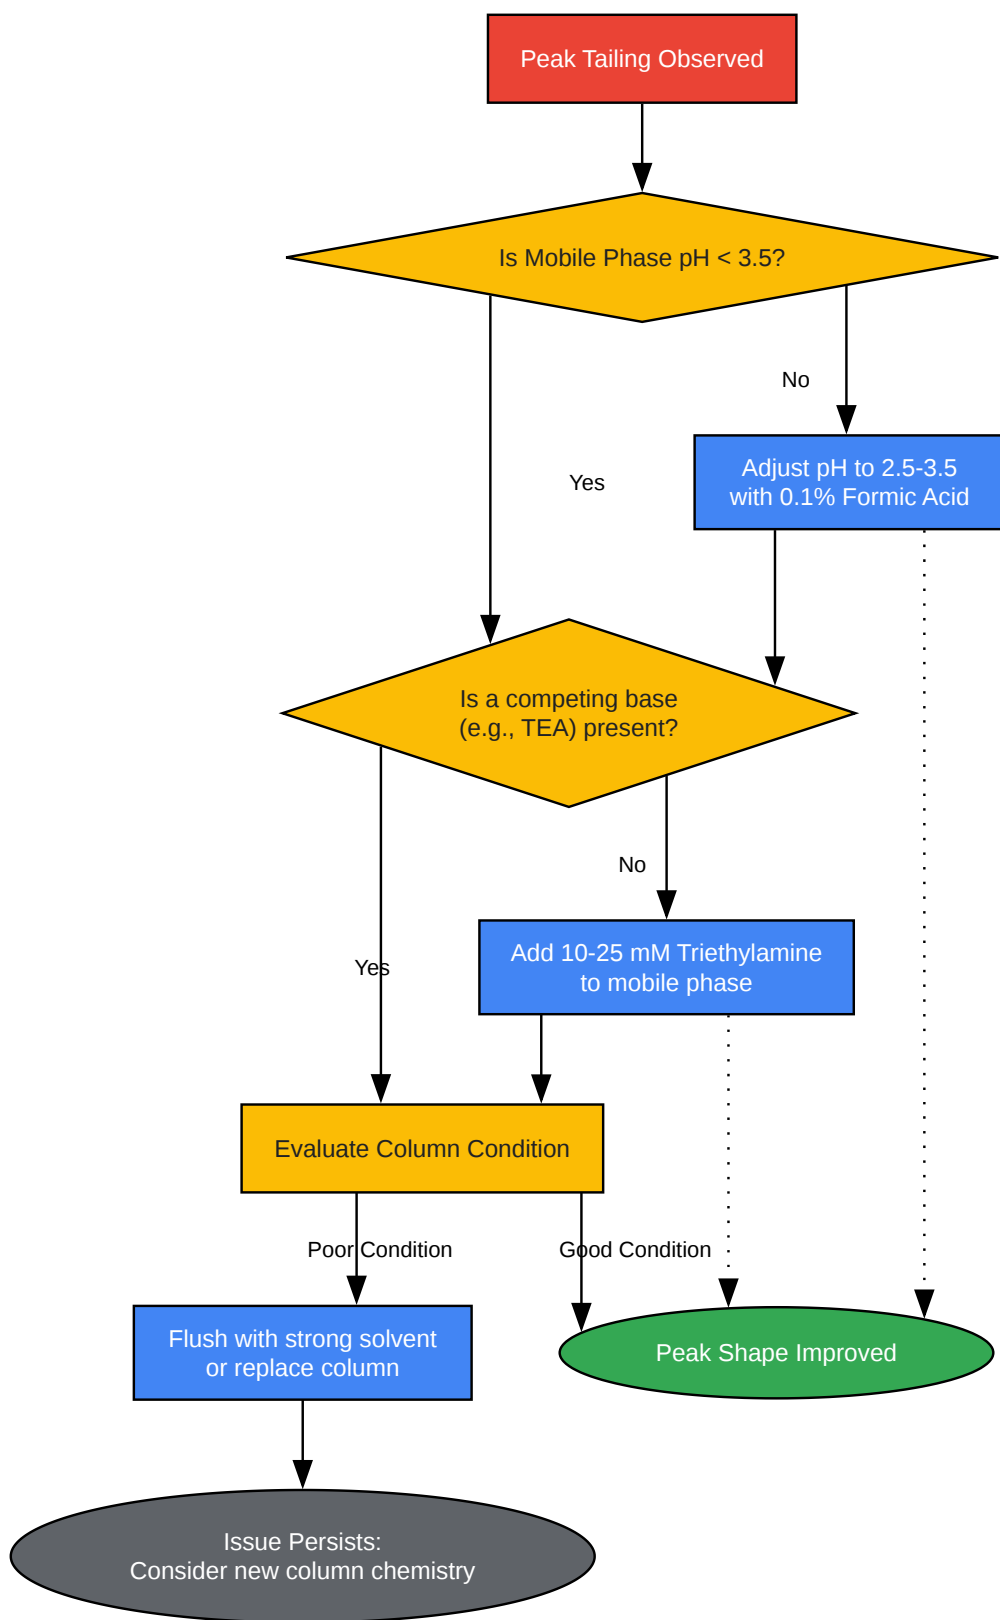 Peak Tailing Observed
Is Mobile Phase pH < 3.5?
No
Adjust pH to 2.5-3.5
with 0.1% Formic Acid
Yes
Is a competing base
(e.g., TEA) present?
No
Add 10-25 mM Triethylamine
to mobile phase
Yes
Evaluate Column Condition
Poor Condition
Good Condition
Flush with strong solvent
or replace column
Peak Shape Improved
Issue Persists:
Consider new column chemistry